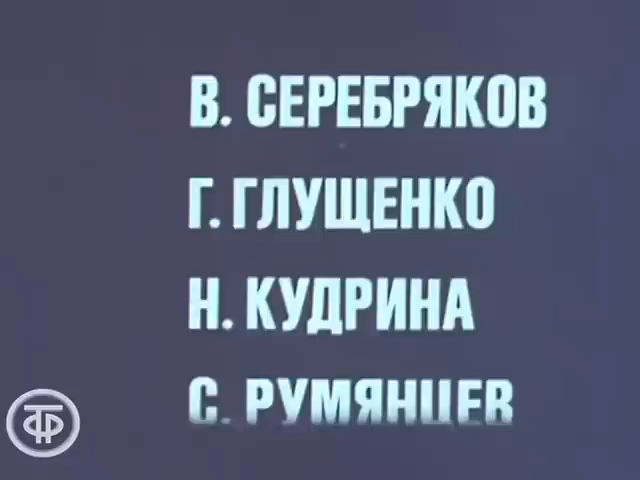 В. СЕРЕБРЯКОВ
Г. ГЛУЩЕНКО
Н. КУДРИНА
С. РУМЯНЦЕВ